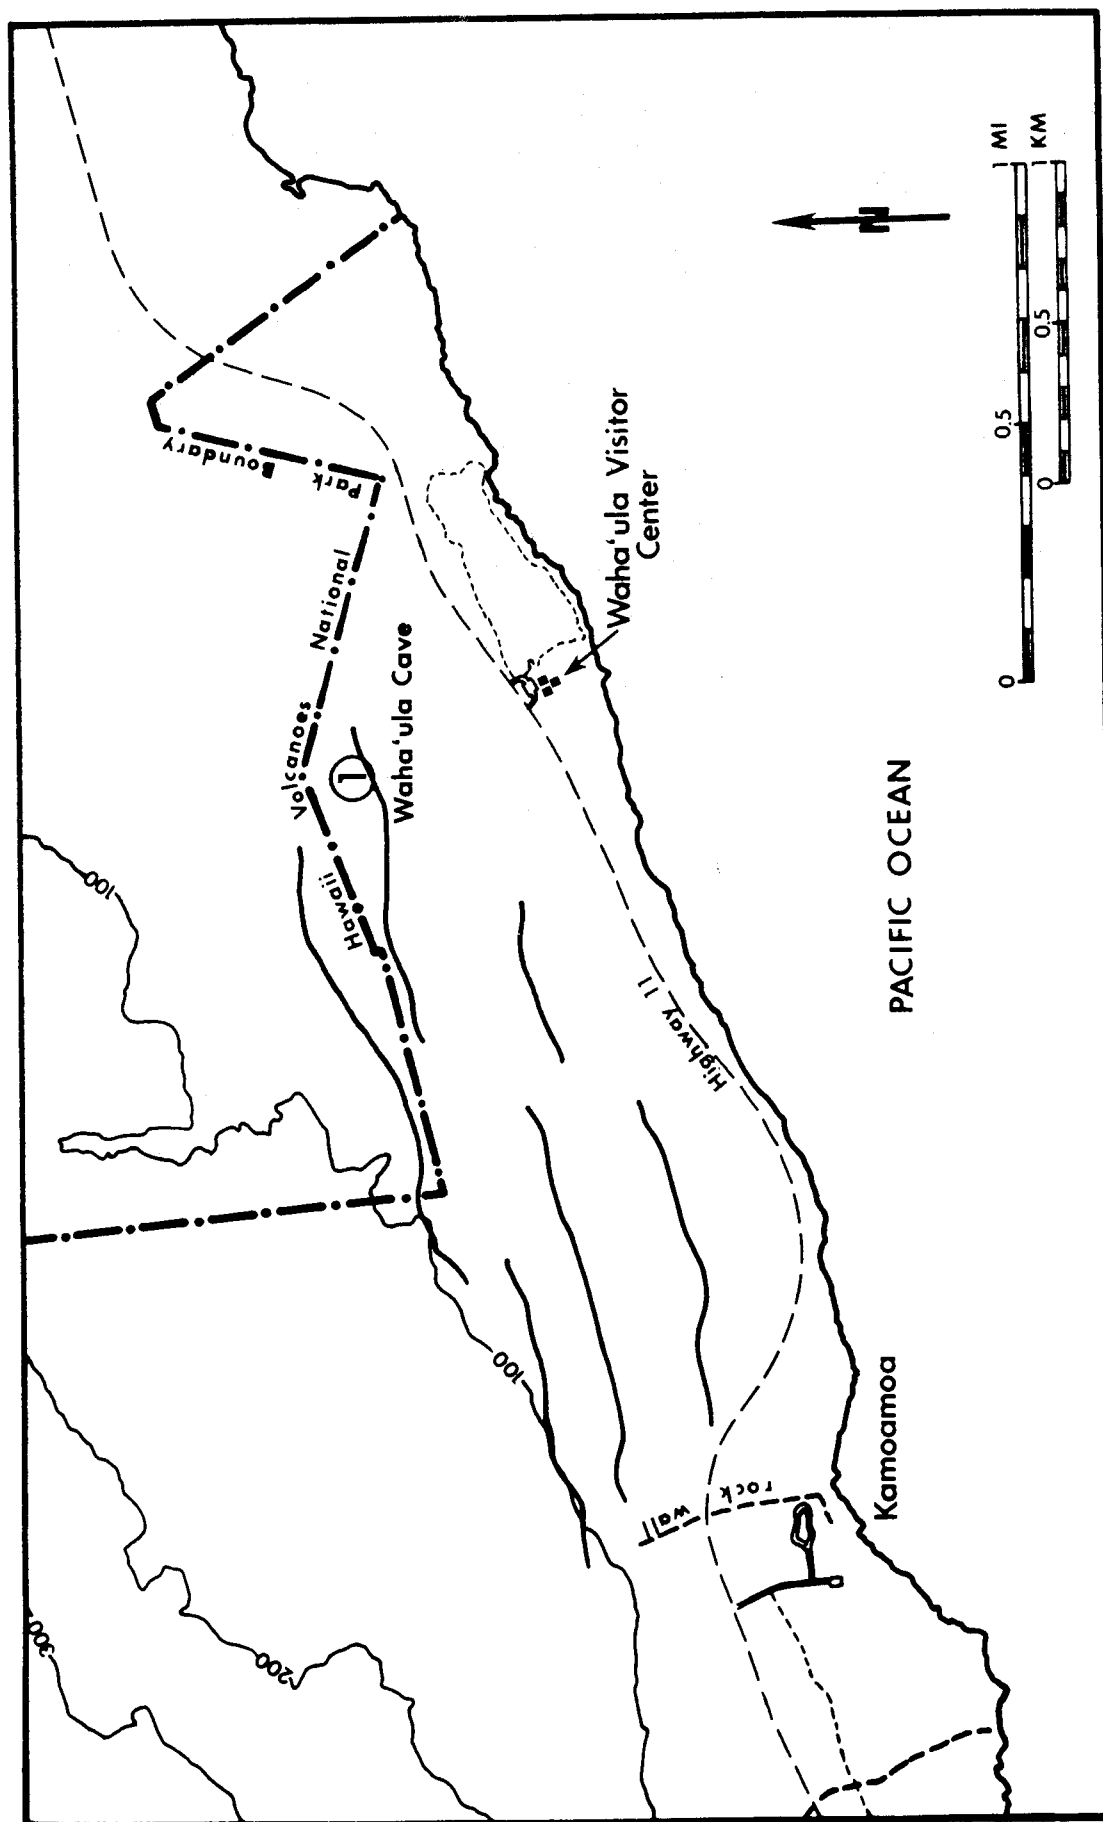 100
300
200
100
Hawaii Volcanoes National Park Boundary
1
Waha'ula Cave
Waha'ula Visitor
Center
Highway 11
rock wall
Kamoamoa
PACIFIC OCEAN
N
0 0.5 1 MI
0 0.5 1 KM